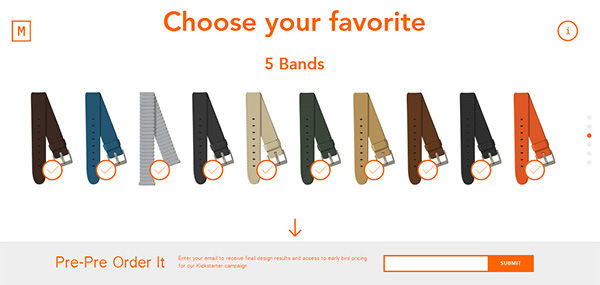 Choose your favorite
M
i
5 Bands
Pre-Pre Order It
Enter your email to receive final design results and access to early bird pricing
for our Kickstarter campaign
SUBMIT